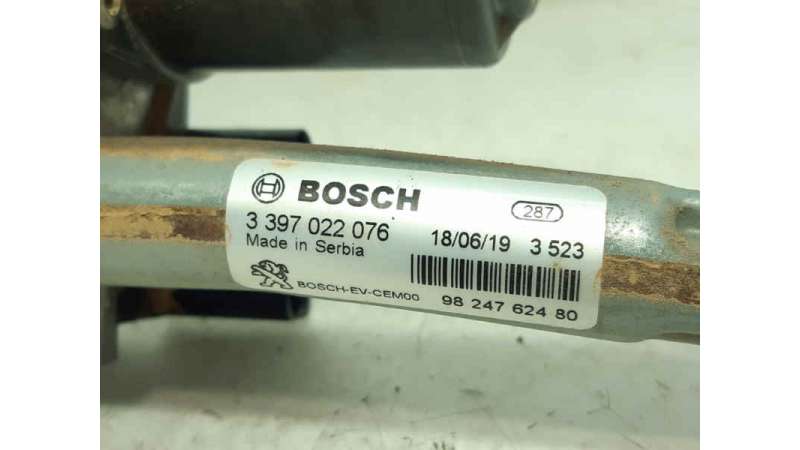 BOSCH
287
3 397 022 076
18/06/19 3 523
Made in Serbia
BOSCH-EV-CEM00
98 247 624 80